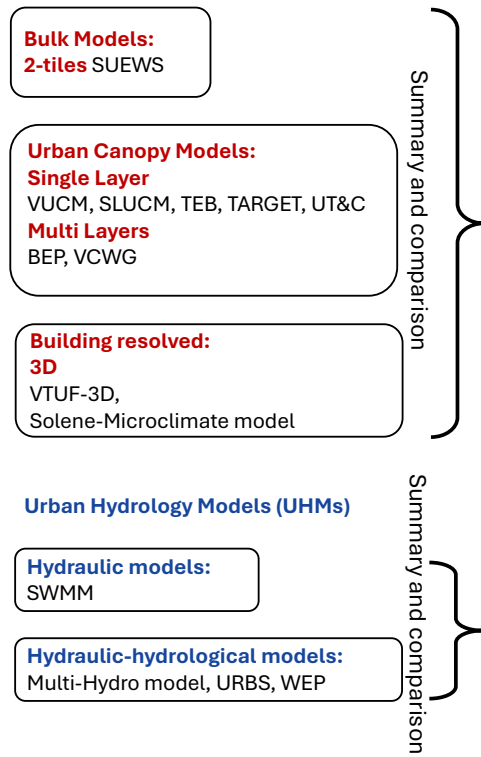 Bulk Models:
2-tiles SUEWS
Urban Canopy Models:
Single Layer
VUCM, SLUCM, TEB, TARGET, UT&C
Multi Layers
BEP, VCWG
Building resolved:
3D
VTUF-3D,
Solene-Microclimate model
Summary and comparison
Urban Hydrology Models (UHMs)
Hydraulic models:
SWMM
Hydraulic-hydrological models:
Multi-Hydro model, URBS, WEP
Summary and comparison